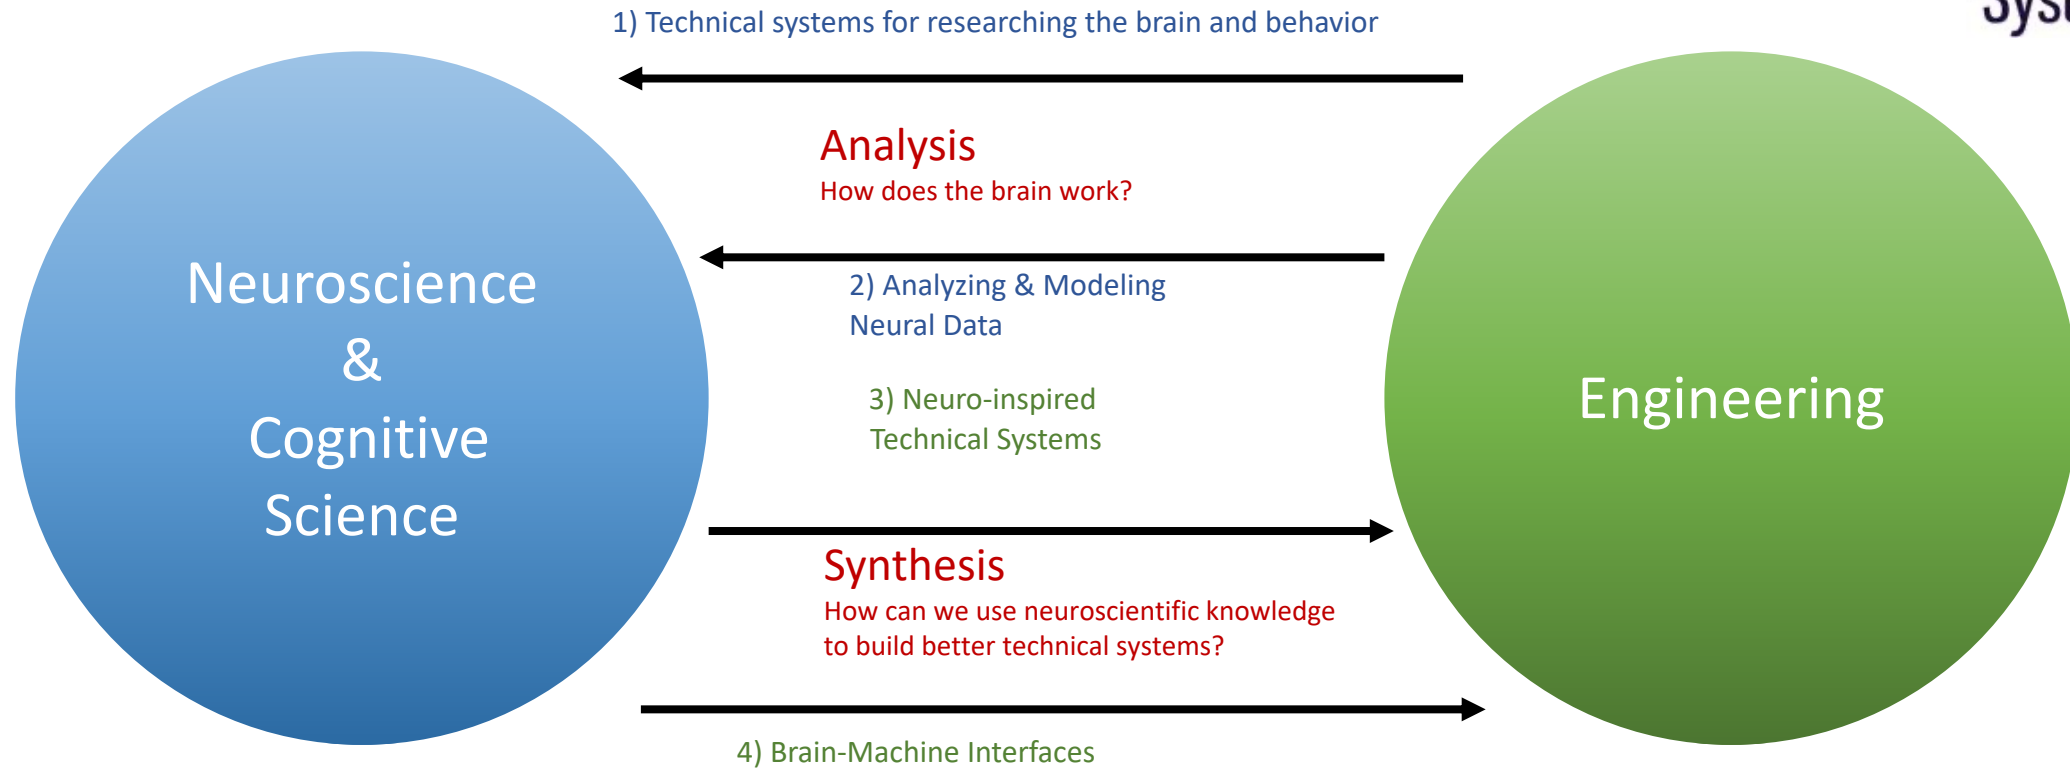 1) Technical systems for researching the brain and behavior
Analysis
How does the brain work?
Neuroscience
&
Cognitive
Science
2) Analyzing & Modeling
Neural Data
3) Neuro-inspired
Technical Systems
Engineering
Synthesis
How can we use neuroscientific knowledge
to build better technical systems?
4) Brain-Machine Interfaces